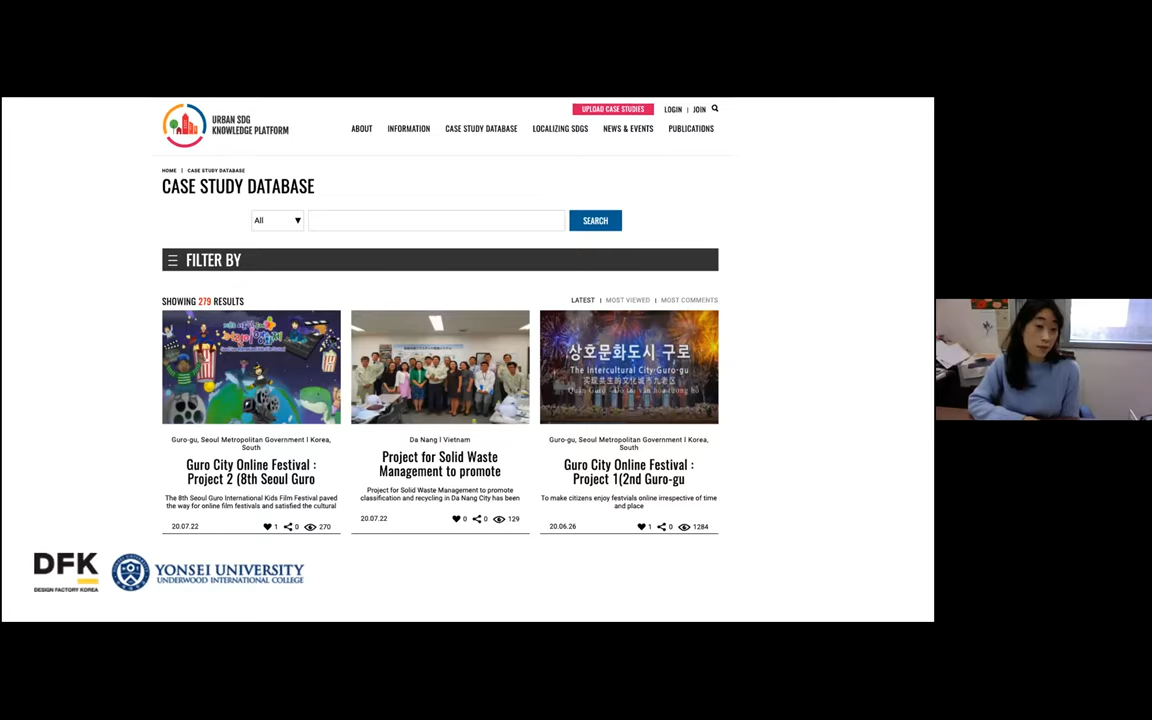 UPLOAD CASE STUDIES LOGIN | JOIN
URBAN SDG
KNOWLEDGE PLATFORM
ABOUT INFORMATION CASE STUDY DATABASE LOCALIZING SDGS NEWS & EVENTS PUBLICATIONS
HOME | CASE STUDY DATABASE
CASE STUDY DATABASE
All SEARCH
FILTER BY
SHOWING 279 RESULTS
LATEST | MOST VIEWED | MOST COMMENTS
상호문화도시 구로
The Intercultural City Guro-gu
Guro-gu, Seoul Metropolitan Government | Korea,
South
Guro City Online Festival :
Project 2 (8th Seoul Guro
The 8th Seoul Guro International Kids Film Festival paved
the way for online film festivals and satisfied the cultural
20.07.22 1 0 270
Da Nang | Vietnam
Project for Solid Waste
Management to promote
Project for Solid Waste Management to promote
classification and recycling in Da Nang City has been
20.07.22 0 0 129
Guro-gu, Seoul Metropolitan Government | Korea,
South
Guro City Online Festival :
Project 1(2nd Guro-gu
To make citizens enjoy festvials online irrespective of time
and place
20.06.26 1 0 1284
DFK
DESIGN FACTORY KOREA
YONSEI UNIVERSITY
UNDERWOOD INTERNATIONAL COLLEGE